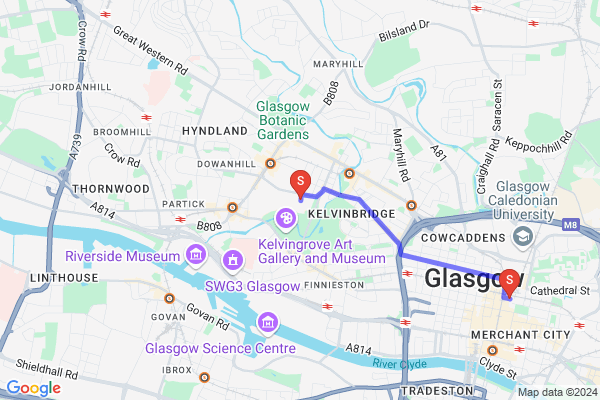 Bilsland Dr
Crow Rd
Great Western Rd
MARYHILL
B808
JORDANHILL
Saracen St
Glasgow
Botanic
Gardens
A739
BROOMHILL
HYNDLAND
Maryhill Rd
A81
Keppochhill Rd
Crow Rd
DOWANHILL
Craighall Rd
S
THORNWOOD
Glasgow
Caledonian
University
A814
PARTICK
B808
KELVINBRIDGE
M8
COWCADDENS
Kelvingrove Art
Gallery and Museum
Riverside Museum
LINTHOUSE
SWG3 Glasgow
FINNIESTON
Glasgow
S
Cathedral St
GOVAN
Govan Rd
MERCHANT CITY
Glasgow Science Centre
A814
River Clyde
Clyde St
Shieldhall Rd
IBROX
Google
TRADESTON
Map data ©2024